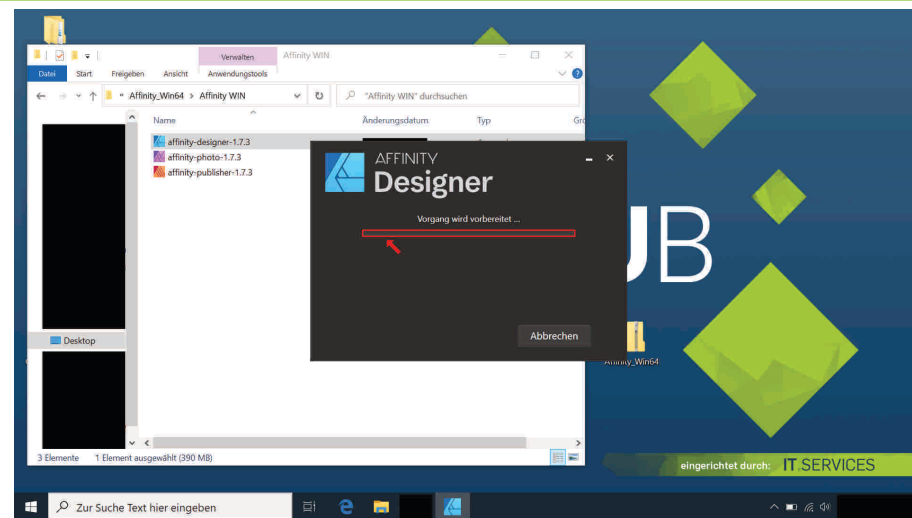 Verwalten
Affinity WIN
Datei Start Freigeben Ansicht Anwendungstools
Affinity_Win64 > Affinity WIN
"Affinity WIN" durchsuchen
Name Änderungsdatum Typ Grö
affinity-designer-1.7.3
affinity-photo-1.7.3
affinity-publisher-1.7.3
AFFINITY
Designer
Vorgang wird vorbereitet ...
Abbrechen
UB
Desktop
Affinity_Win64
3 Elemente 1 Element ausgewählt (390 MB)
eingerichtet durch: IT.SERVICES
Zur Suche Text hier eingeben